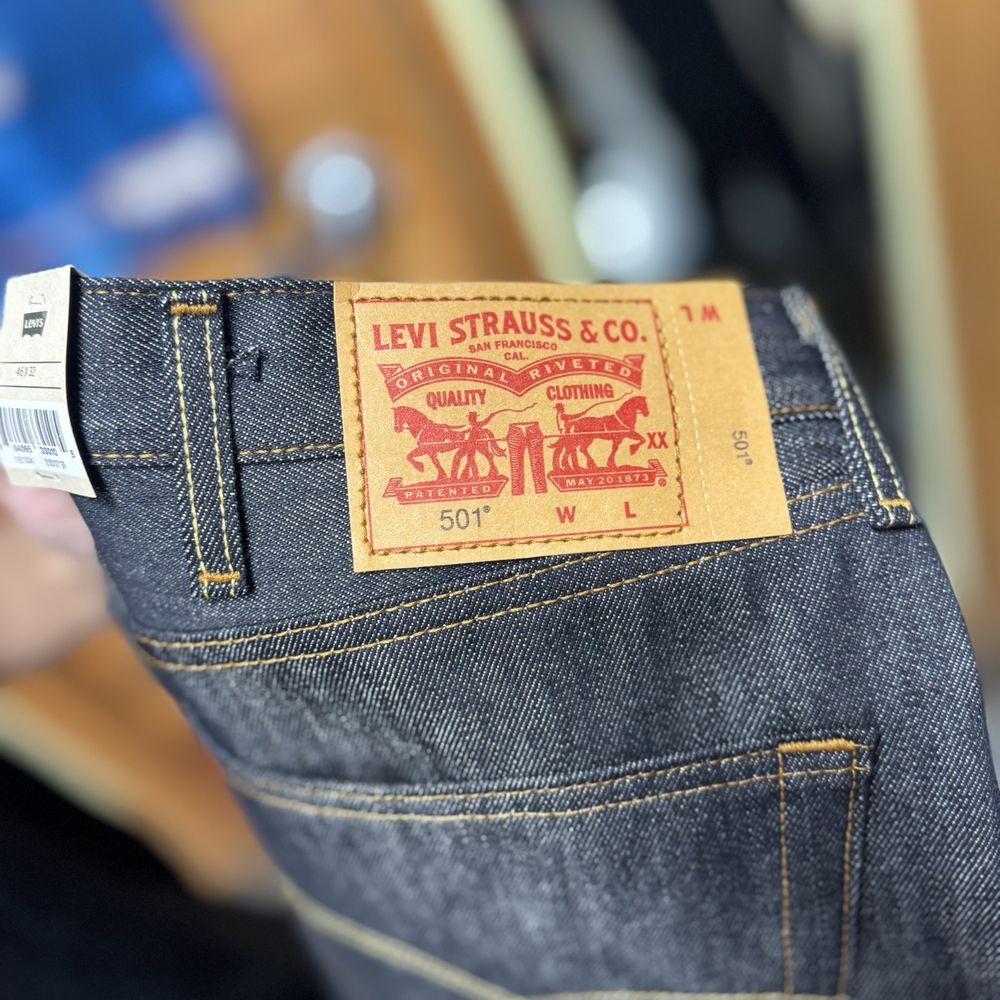 LEVI'S
46 X 32
LEVI STRAUSS & CO.
SAN FRANCISCO
CAL.
ORIGINAL RIVETED
QUALITY CLOTHING
XX
PATENTED MAY 20 1873 ®
501® W L
W L
501®